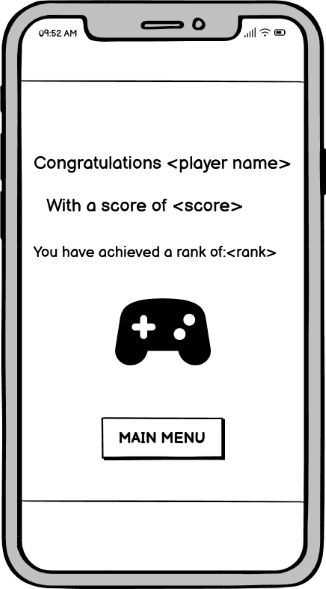 09:52 AM
Congratulations <player name>
With a score of <score>
You have achieved a rank of:<rank>
MAIN MENU